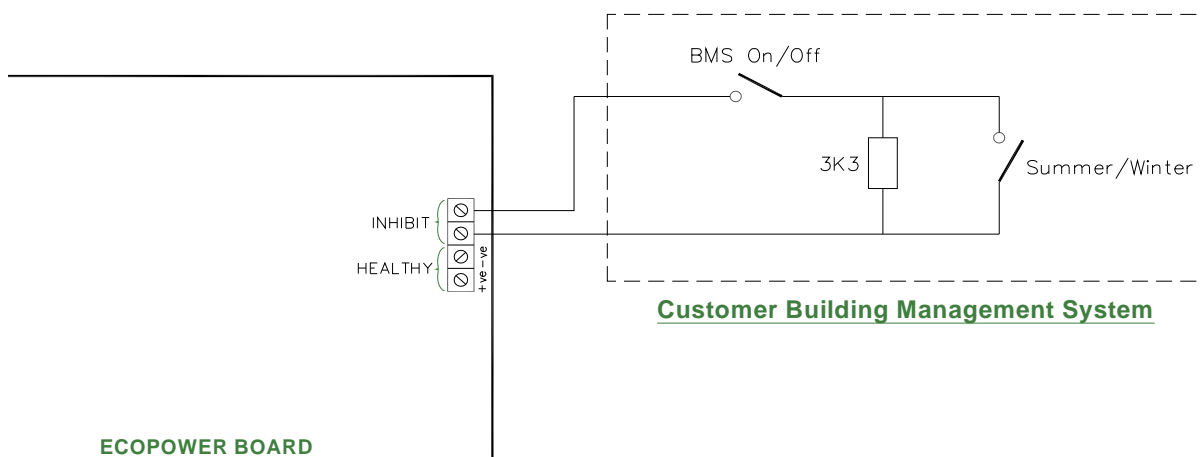 BMS On/Off
3K3
Summer/Winter
INHIBIT
HEALTHY
+ve -ve
Customer Building Management System
ECOPOWER BOARD